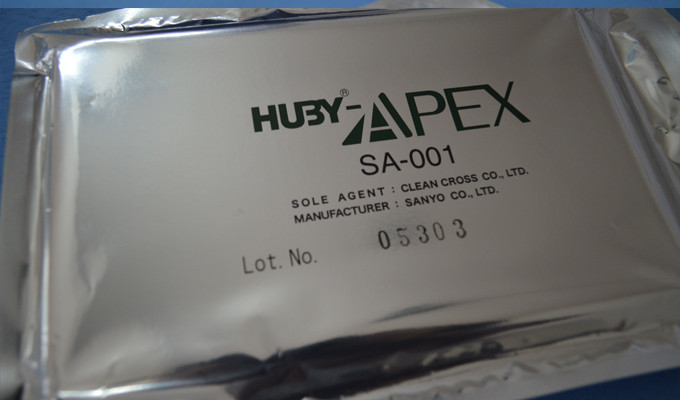 HUBY®-APEX
SA-001
SOLE AGENT : CLEAN CROSS CO., LTD.
MANUFACTURER : SANYO CO., LTD.
Lot. No. 05303